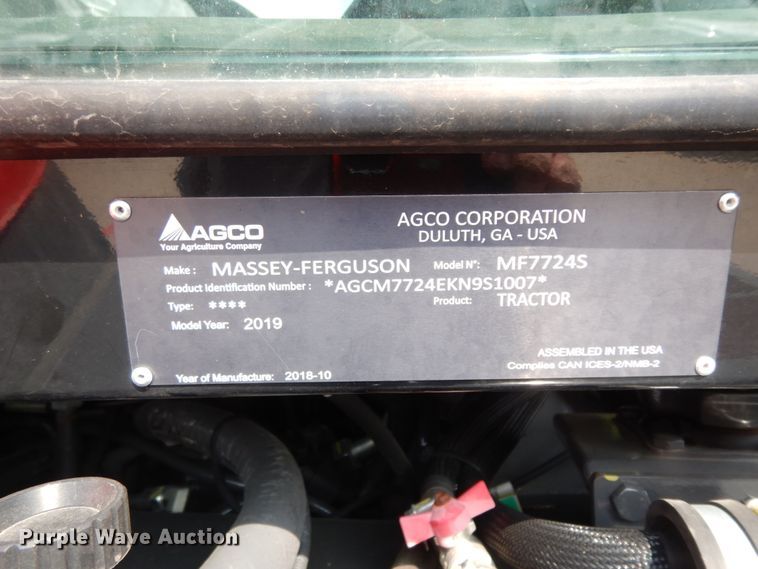 AGCO
Your Agriculture Company
AGCO CORPORATION
DULUTH, GA - USA
Make : MASSEY-FERGUSON Model N°: MF7724S
Product Identification Number : *AGCM7724EKN9S1007*
Type: **** Product: TRACTOR
Model Year: 2019
ASSEMBLED IN THE USA
Complies CAN ICES-2/NMB-2
Year of Manufacture: 2018-10
Purple Wave Auction